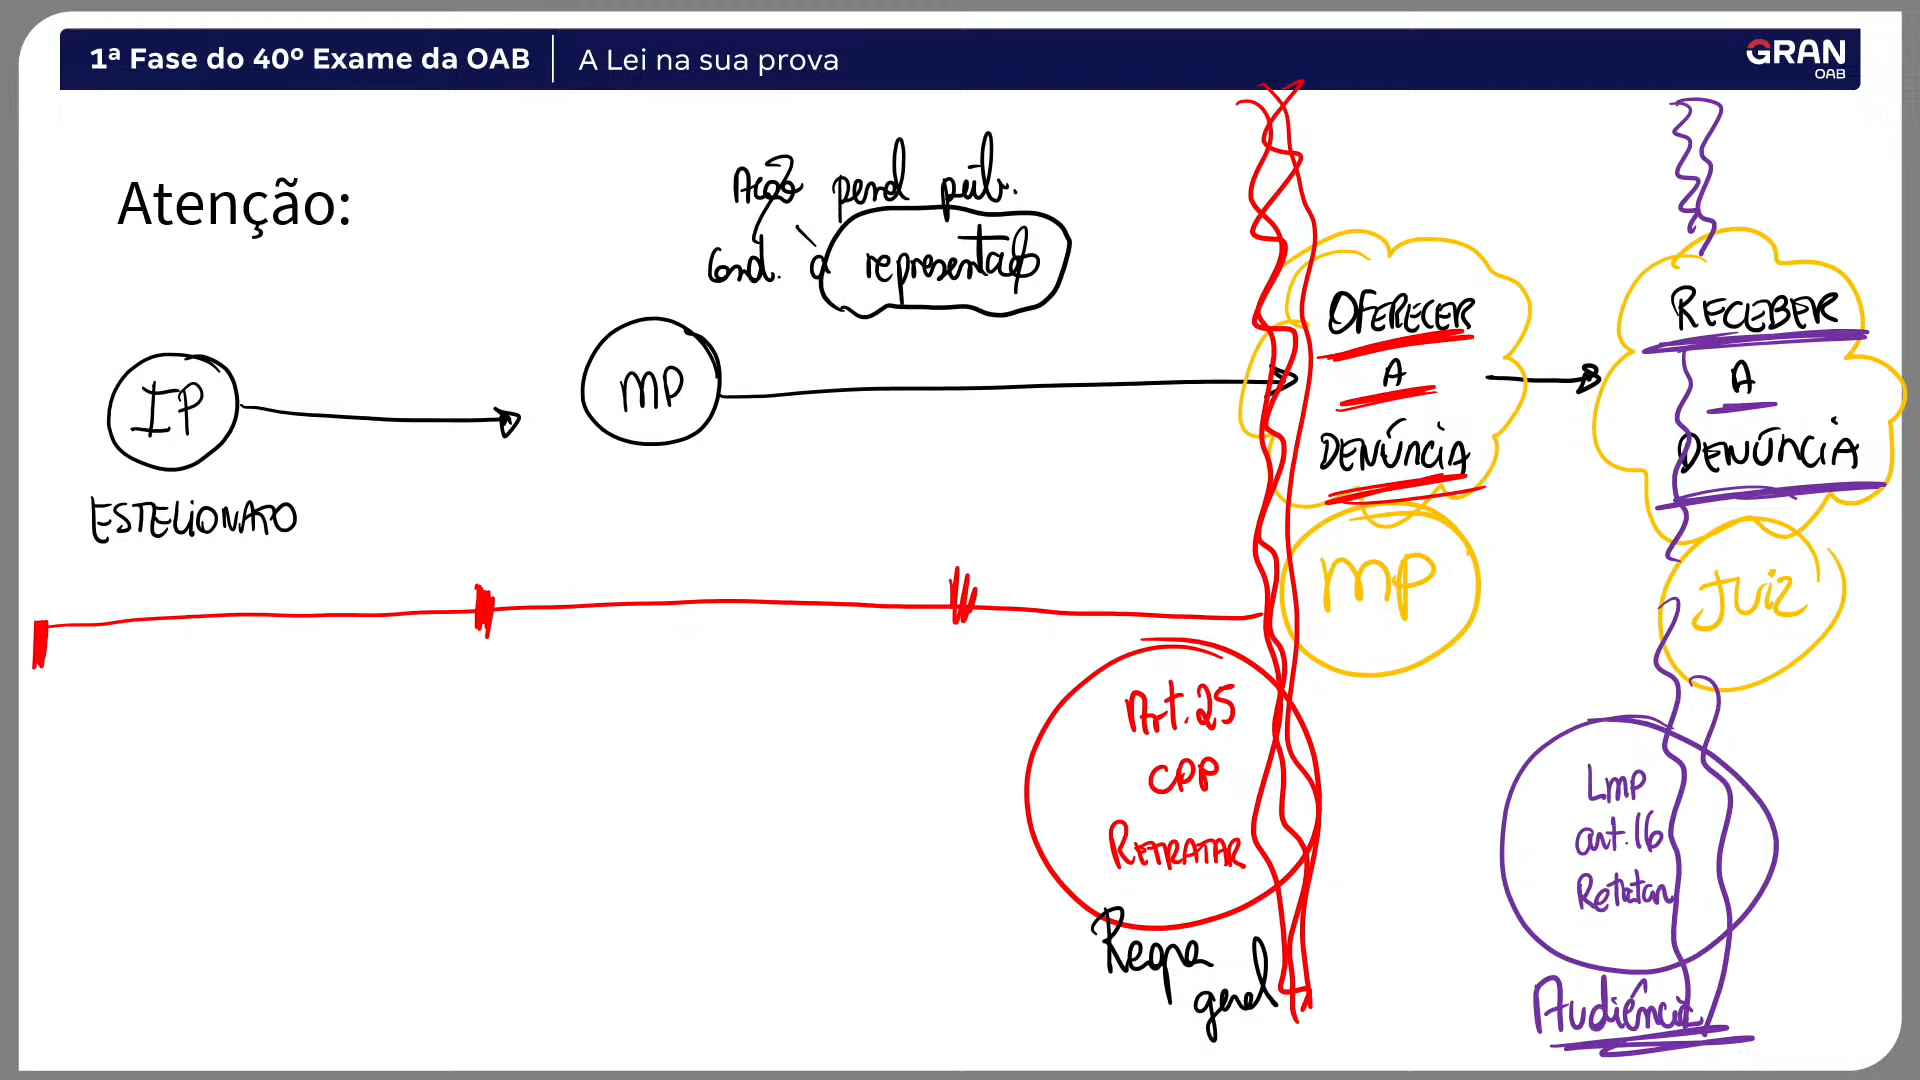 1ª Fase do 40º Exame da OAB
A Lei na sua prova
GRAN
OAB
Atenção:
Ação penal púb.
Cond. à representação
IP
ESTELIONATO
MP
OFERECER
A
DENÚNCIA
MP
RECEBER
A
DENÚNCIA
JUIZ
Art. 25
CPP
RETRATAR
Regra
geral
LMP
art. 16
Retratar
Audiência